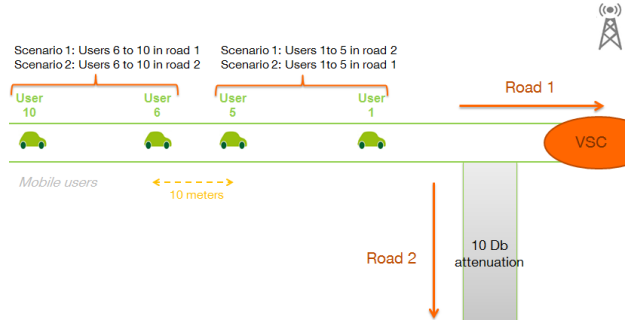 Scenario 1: Users 6 to 10 in road 1
Scenario 2: Users 6 to 10 in road 2
Scenario 1: Users 1to 5 in road 2
Scenario 2: Users 1to 5 in road 1
Road 1
User
10
User
6
User
5
User
1
VSC
Mobile users
10 meters
Road 2
10 Db
attenuation